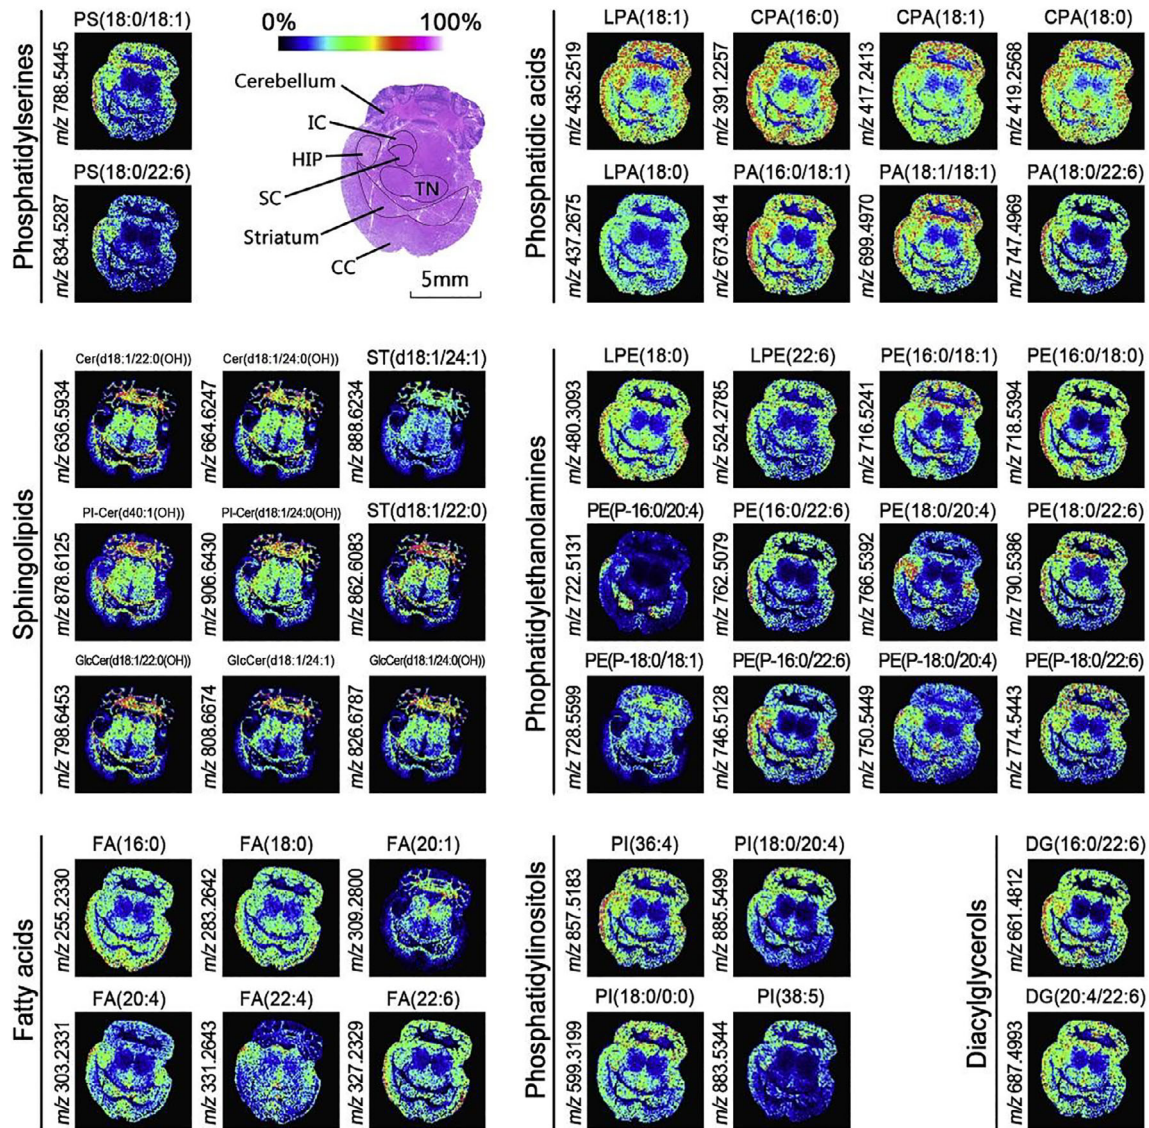 Phosphatidylserines
PS(18:0/18:1)
m/z 788.5445
PS(18:0/22:6)
m/z 834.5287
0% 100%
Cerebellum
IC
HIP
SC
TN
Striatum
CC
5mm
Phosphatidic acids
LPA(18:1) CPA(16:0) CPA(18:1) CPA(18:0)
m/z 435.2519 m/z 391.2257 m/z 417.2413 m/z 419.2568
LPA(18:0) PA(16:0/18:1) PA(18:1/18:1) PA(18:0/22:6)
m/z 437.2675 m/z 673.4814 m/z 699.4970 m/z 747.4969
Sphingolipids
Cer(d18:1/22:0(OH)) Cer(d18:1/24:0(OH)) ST(d18:1/24:1)
m/z 636.5934 m/z 664.6247 m/z 888.6234
PI-Cer(d40:1(OH)) PI-Cer(d18:1/24:0(OH)) ST(d18:1/22:0)
m/z 878.6125 m/z 906.6430 m/z 862.6083
GlcCer(d18:1/22:0(OH)) GlcCer(d18:1/24:1) GlcCer(d18:1/24:0(OH))
m/z 798.6453 m/z 808.6674 m/z 826.6787
Phophatidylethanolamines
LPE(18:0) LPE(22:6) PE(16:0/18:1) PE(16:0/18:0)
m/z 480.3093 m/z 524.2785 m/z 716.5241 m/z 718.5394
PE(P-16:0/20:4) PE(16:0/22:6) PE(18:0/20:4) PE(18:0/22:6)
m/z 722.5131 m/z 762.5079 m/z 766.5392 m/z 790.5386
PE(P-18:0/18:1) PE(P-16:0/22:6) PE(P-18:0/20:4) PE(P-18:0/22:6)
m/z 728.5599 m/z 746.5128 m/z 750.5449 m/z 774.5443
Fatty acids
FA(16:0) FA(18:0) FA(20:1)
m/z 255.2330 m/z 283.2642 m/z 309.2800
FA(20:4) FA(22:4) FA(22:6)
m/z 303.2331 m/z 331.2643 m/z 327.2329
Phosphatidylinositols
PI(36:4) PI(18:0/20:4)
m/z 857.5183 m/z 885.5499
PI(18:0/0:0) PI(38:5)
m/z 599.3199 m/z 883.5344
Diacylglycerols
DG(16:0/22:6)
m/z 661.4812
DG(20:4/22:6)
m/z 687.4993